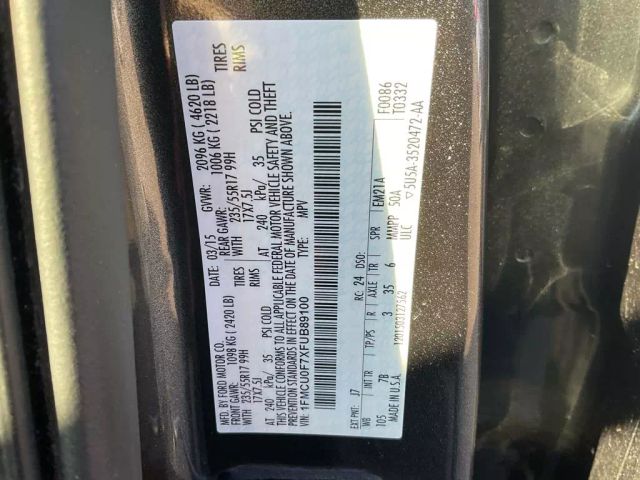 MFD. BY FORD MOTOR CO.
DATE: 03/15 GVWR: 2096 KG ( 4620 LB)
FRONT GAWR: 1098 KG (2420 LB) REAR GAWR: 1006 KG ( 2218 LB)
WITH 235/55R17 99H TIRES WITH 235/55R17 99H TIRES
17X7.5J RIMS 17X7.5J RIMS
AT 240 kPa/ 35 PSI COLD AT 240 kPa/ 35 PSI COLD
THIS VEHICLE CONFORMS TO ALL APPLICABLE FEDERAL MOTOR VEHICLE SAFETY AND THEFT
PREVENTION STANDARDS IN EFFECT ON THE DATE OF MANUFACTURE SHOWN ABOVE.
VIN: 1FMCU0F7XFUB89100 TYPE: MPV
F0086
T0332
EXT PNT: J7 RC: 24 DSO:
WB INT TR TP/PS R AXLE TR SPR EM21A
105 7B 3 35 6 MMPP 50A
MADE IN U.S.A. ULC
1201503127562
5U5A-3520472-AA